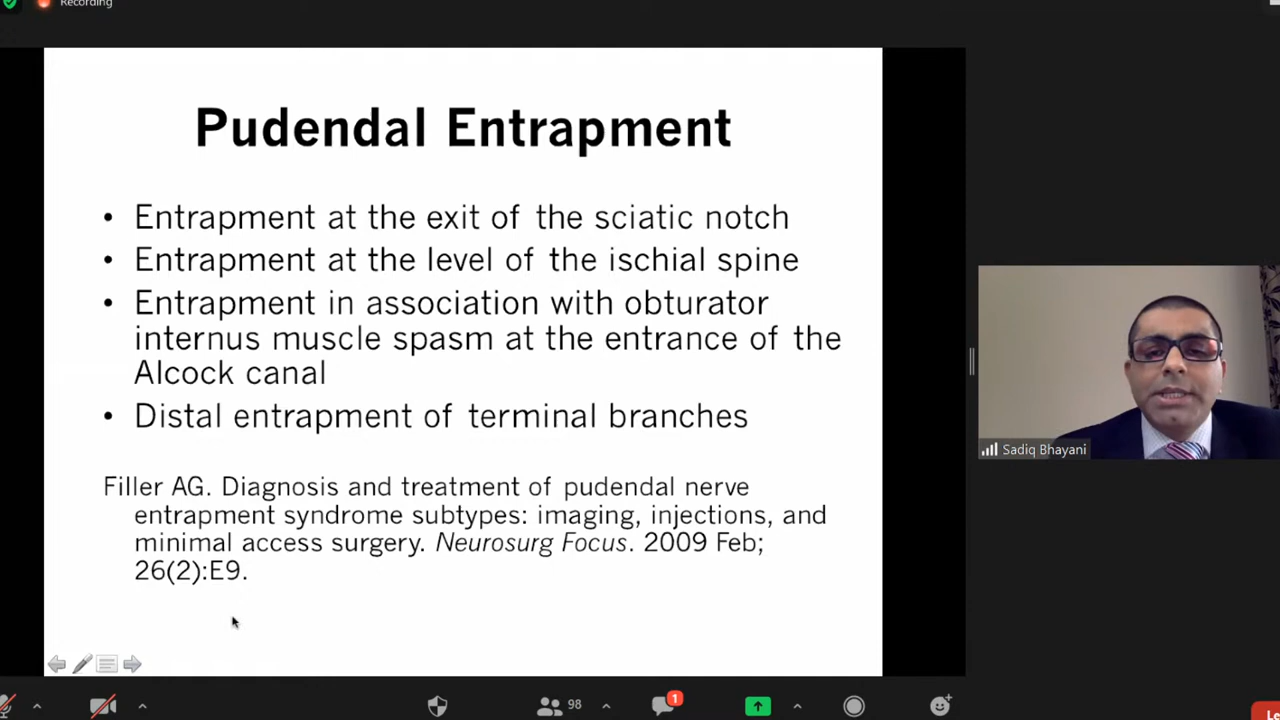 Recording
Pudendal Entrapment
• Entrapment at the exit of the sciatic notch
• Entrapment at the level of the ischial spine
• Entrapment in association with obturator
internus muscle spasm at the entrance of the
Alcock canal
• Distal entrapment of terminal branches
Filler AG. Diagnosis and treatment of pudendal nerve
entrapment syndrome subtypes: imaging, injections, and
minimal access surgery. Neurosurg Focus. 2009 Feb;
26(2):E9.
Sadiq Bhayani
98
1